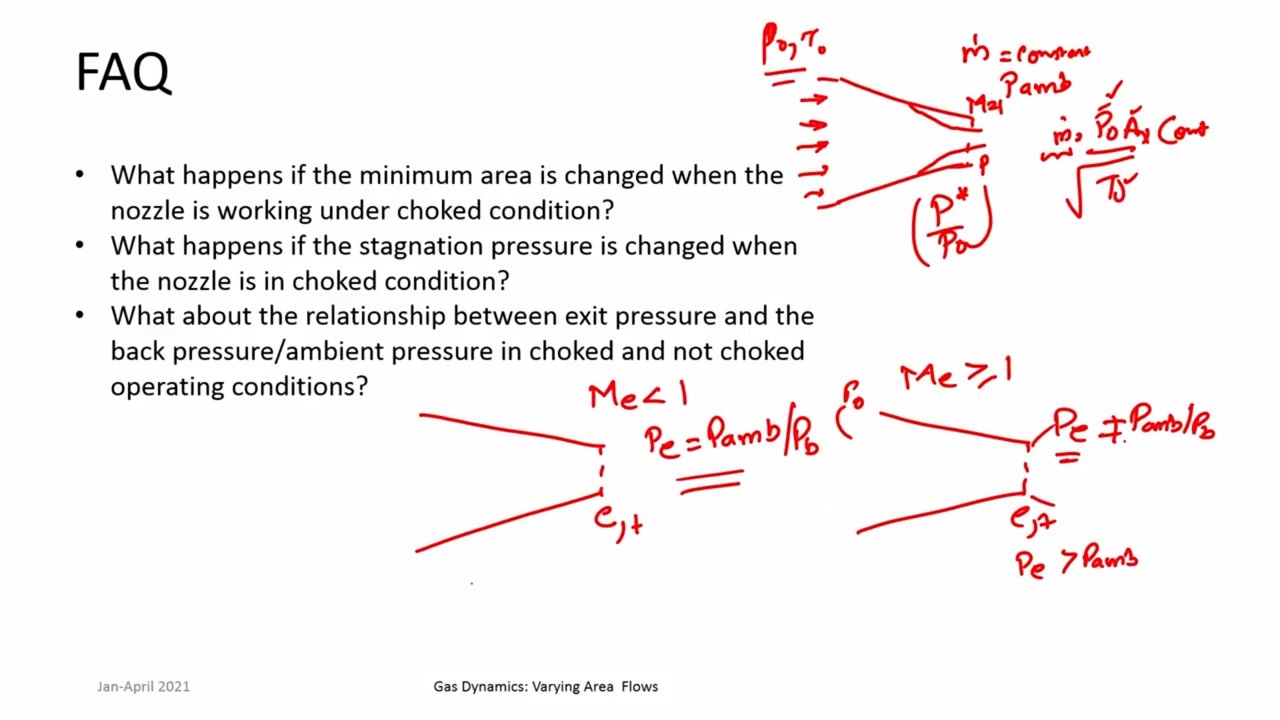 FAQ
• What happens if the minimum area is changed when the
nozzle is working under choked condition?
• What happens if the stagnation pressure is changed when
the nozzle is in choked condition?
• What about the relationship between exit pressure and the
back pressure/ambient pressure in choked and not choked
operating conditions?
P₀, T₀
ṁ = constant
Pamb
M=1
P
(P*/P₀)
ṁ = P₀ A Const
√T₀
Me < 1
Pe = Pamb/Pb
e,t
P₀
Me ≥ 1
Pe ≠ Pamb/Pb
e,t
Pe > Pamb
Jan-April 2021
Gas Dynamics: Varying Area Flows